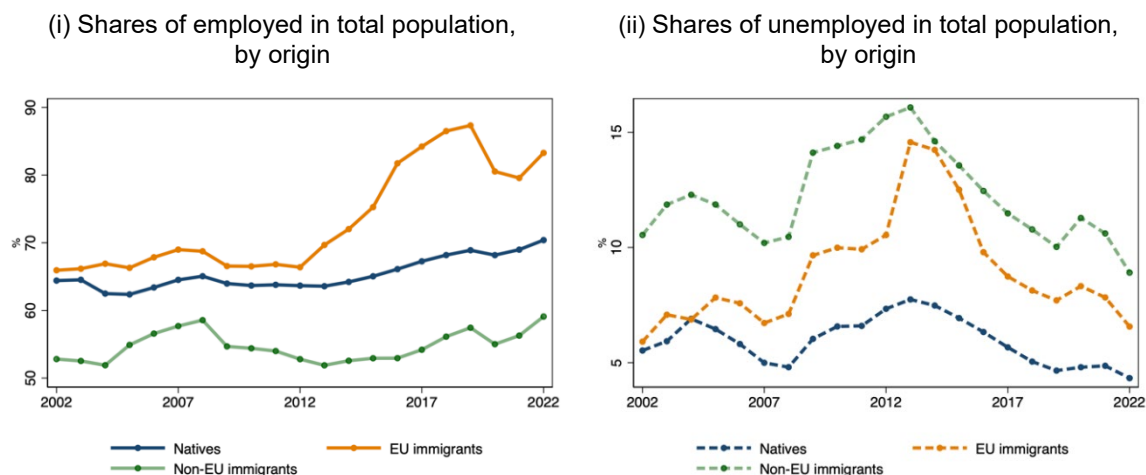 (i) Shares of employed in total population,
by origin
90
80
70
60
50
%
2002 2007 2012 2017 2022
Natives EU immigrants
Non-EU immigrants
(ii) Shares of unemployed in total population,
by origin
15
10
5
%
2002 2007 2012 2017 2022
Natives EU immigrants
Non-EU immigrants